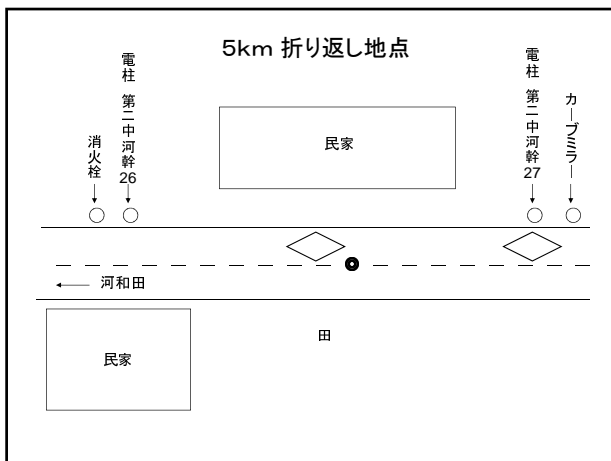 5km 折り返し地点
消火栓
電柱 第二中河幹26
民家
電柱 第二中河幹27
カーブミラー
河和田
民家
田